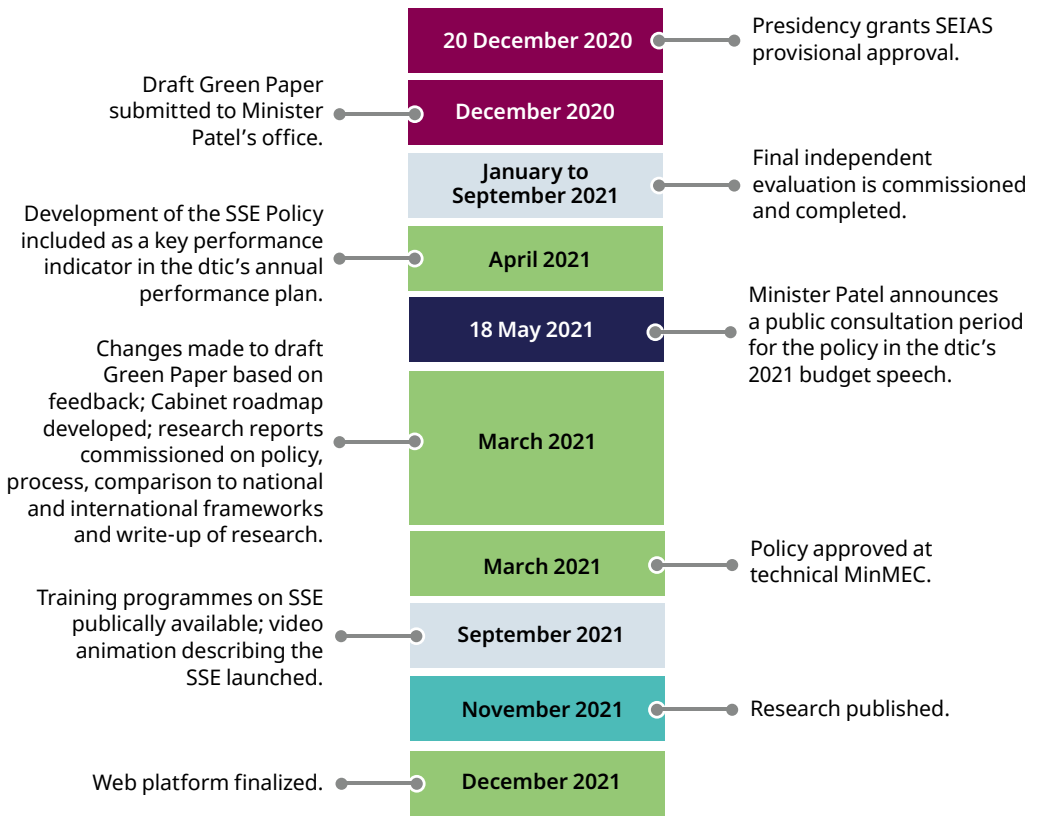 20 December 2020
Presidency grants SEIAS
provisional approval.
Draft Green Paper
submitted to Minister
Patel’s office.
December 2020
January to
September 2021
Final independent
evaluation is commissioned
and completed.
Development of the SSE Policy
included as a key performance
indicator in the dtic’s annual
performance plan.
April 2021
18 May 2021
Minister Patel announces
a public consultation period
for the policy in the dtic’s
2021 budget speech.
Changes made to draft
Green Paper based on
feedback; Cabinet roadmap
developed; research reports
commissioned on policy,
process, comparison to national
and international frameworks
and write-up of research.
March 2021
March 2021
Policy approved at
technical MinMEC.
Training programmes on SSE
publically available; video
animation describing the
SSE launched.
September 2021
November 2021
Research published.
Web platform finalized.
December 2021